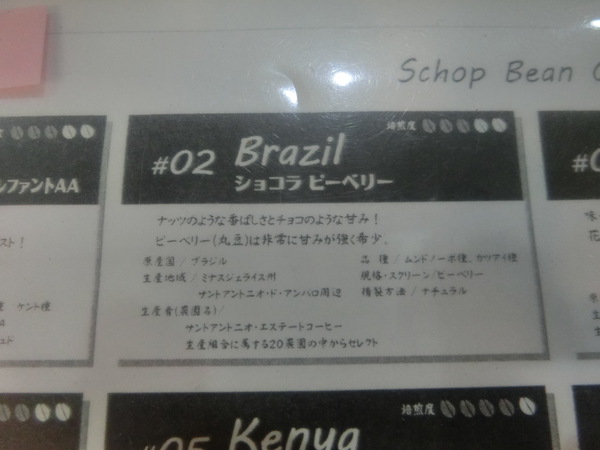 Schop Bean
焙煎度
#02 Brazil
ショコラ ピーベリー
ファントAA
ナッツのような香ばしさとチョコのような甘み！
ピーベリー(丸豆)は非常に甘みが強く希少。
原産国 / ブラジル
品種 / ムンドノーボ種、カツアイ種
生産地域 / ミナスジェライス州
規格・スクリーン/ピーベリー
サントアントニオ・ド・アンパロ周辺
精製方法 / ナチュラル
生産者(農園名) /
サントアントニオ・エステートコーヒー
生産組合に属する20農園の中からセレクト
スト！
ケント種
味
花
焙煎度
#05 Kenya